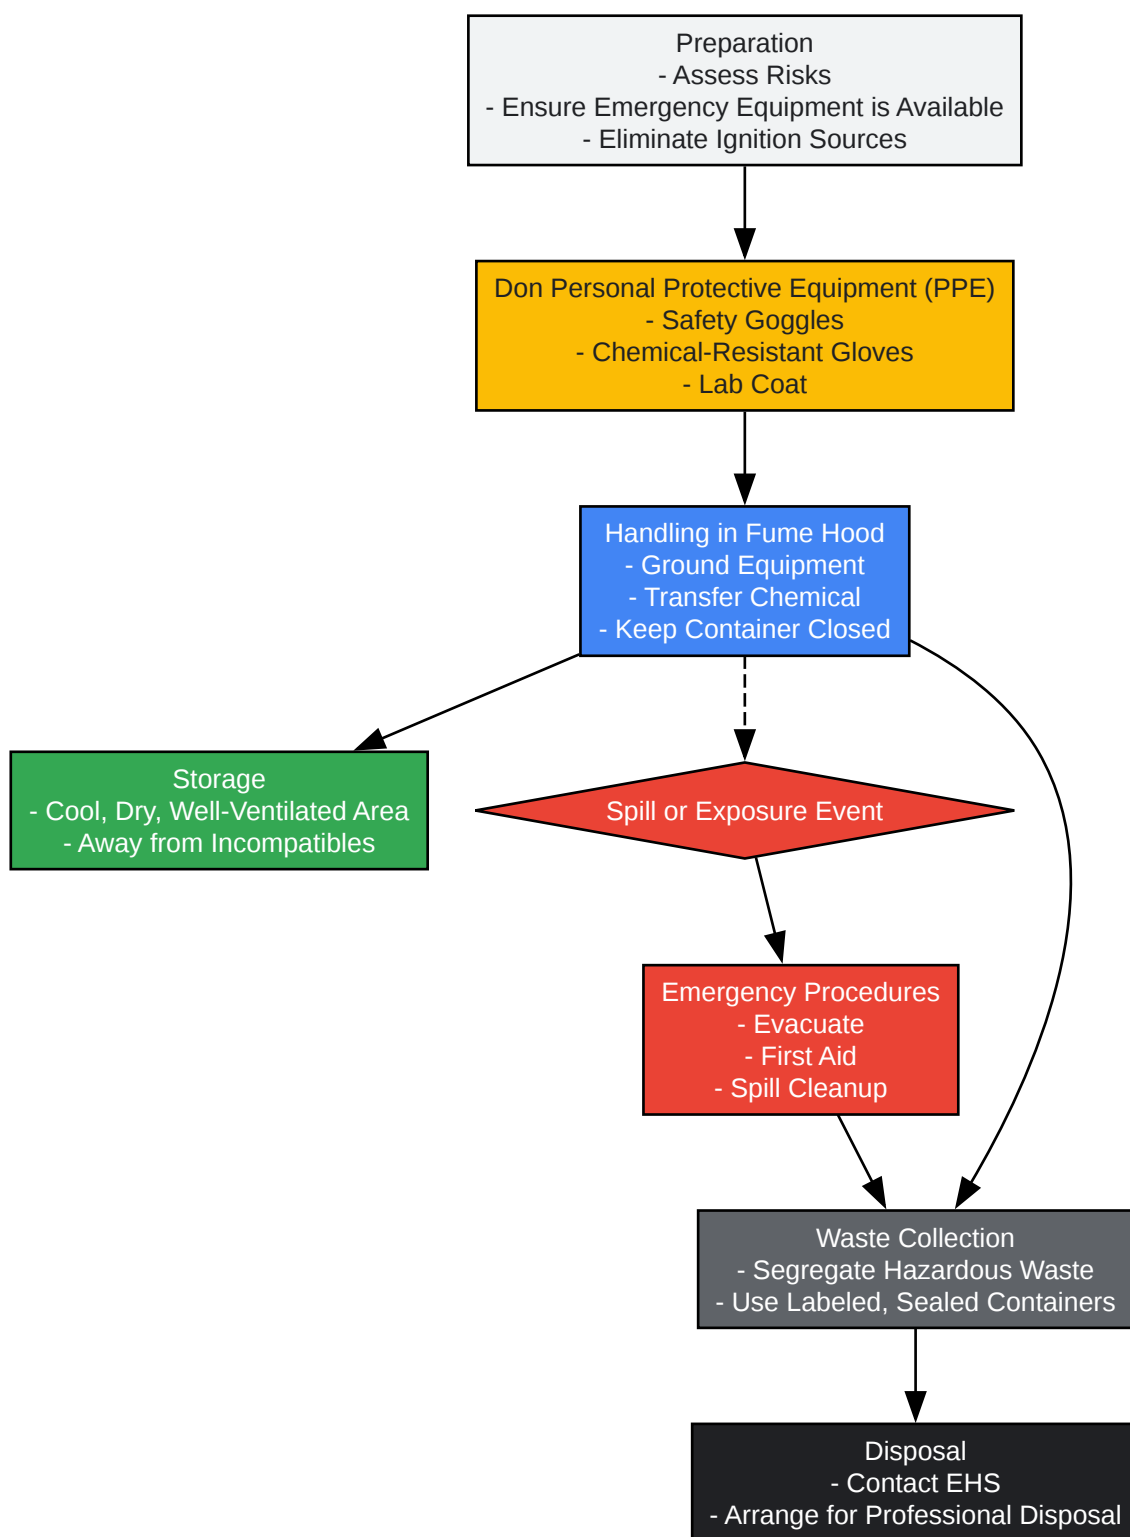 Preparation
- Assess Risks
- Ensure Emergency Equipment is Available
- Eliminate Ignition Sources
Don Personal Protective Equipment (PPE)
- Safety Goggles
- Chemical-Resistant Gloves
- Lab Coat
Handling in Fume Hood
- Ground Equipment
- Transfer Chemical
- Keep Container Closed
Storage
- Cool, Dry, Well-Ventilated Area
- Away from Incompatibles
Spill or Exposure Event
Emergency Procedures
- Evacuate
- First Aid
- Spill Cleanup
Waste Collection
- Segregate Hazardous Waste
- Use Labeled, Sealed Containers
Disposal
- Contact EHS
- Arrange for Professional Disposal